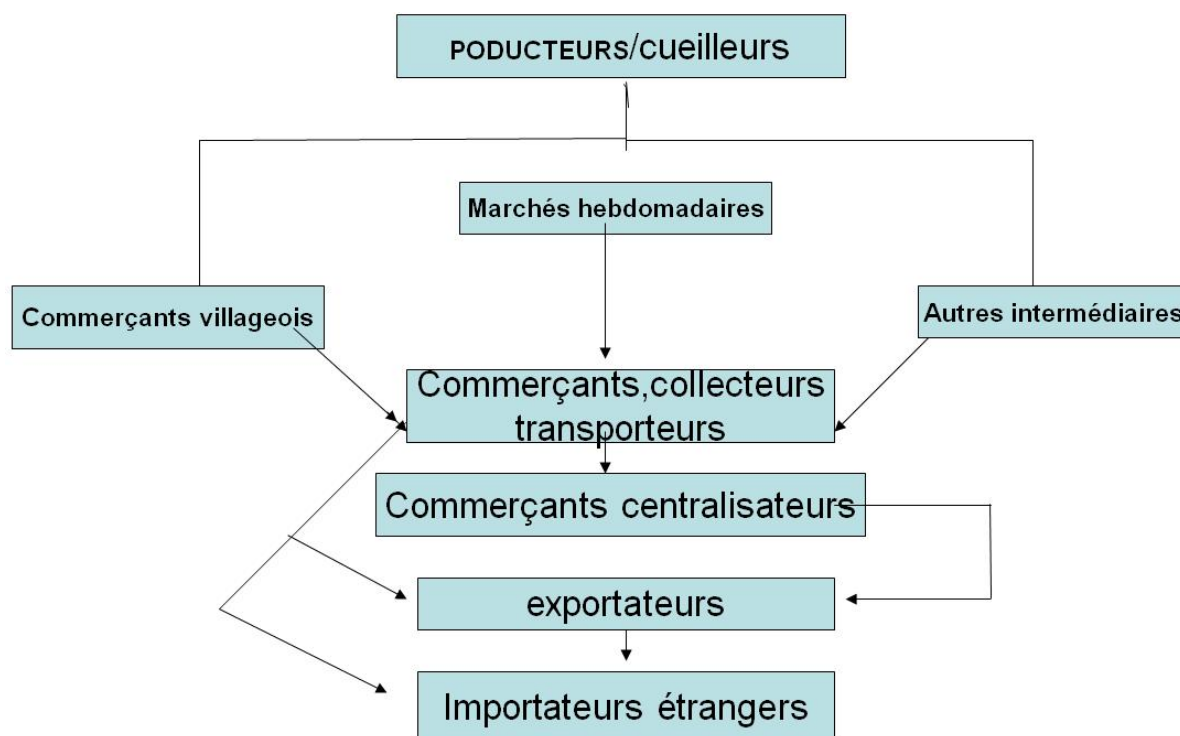 PODUCTEURS/cueilleurs
Marchés hebdomadaires
Commerçants villageois
Autres intermédiaires
Commerçants,collecteurs
transporteurs
Commerçants centralisateurs
exportateurs
Importateurs étrangers